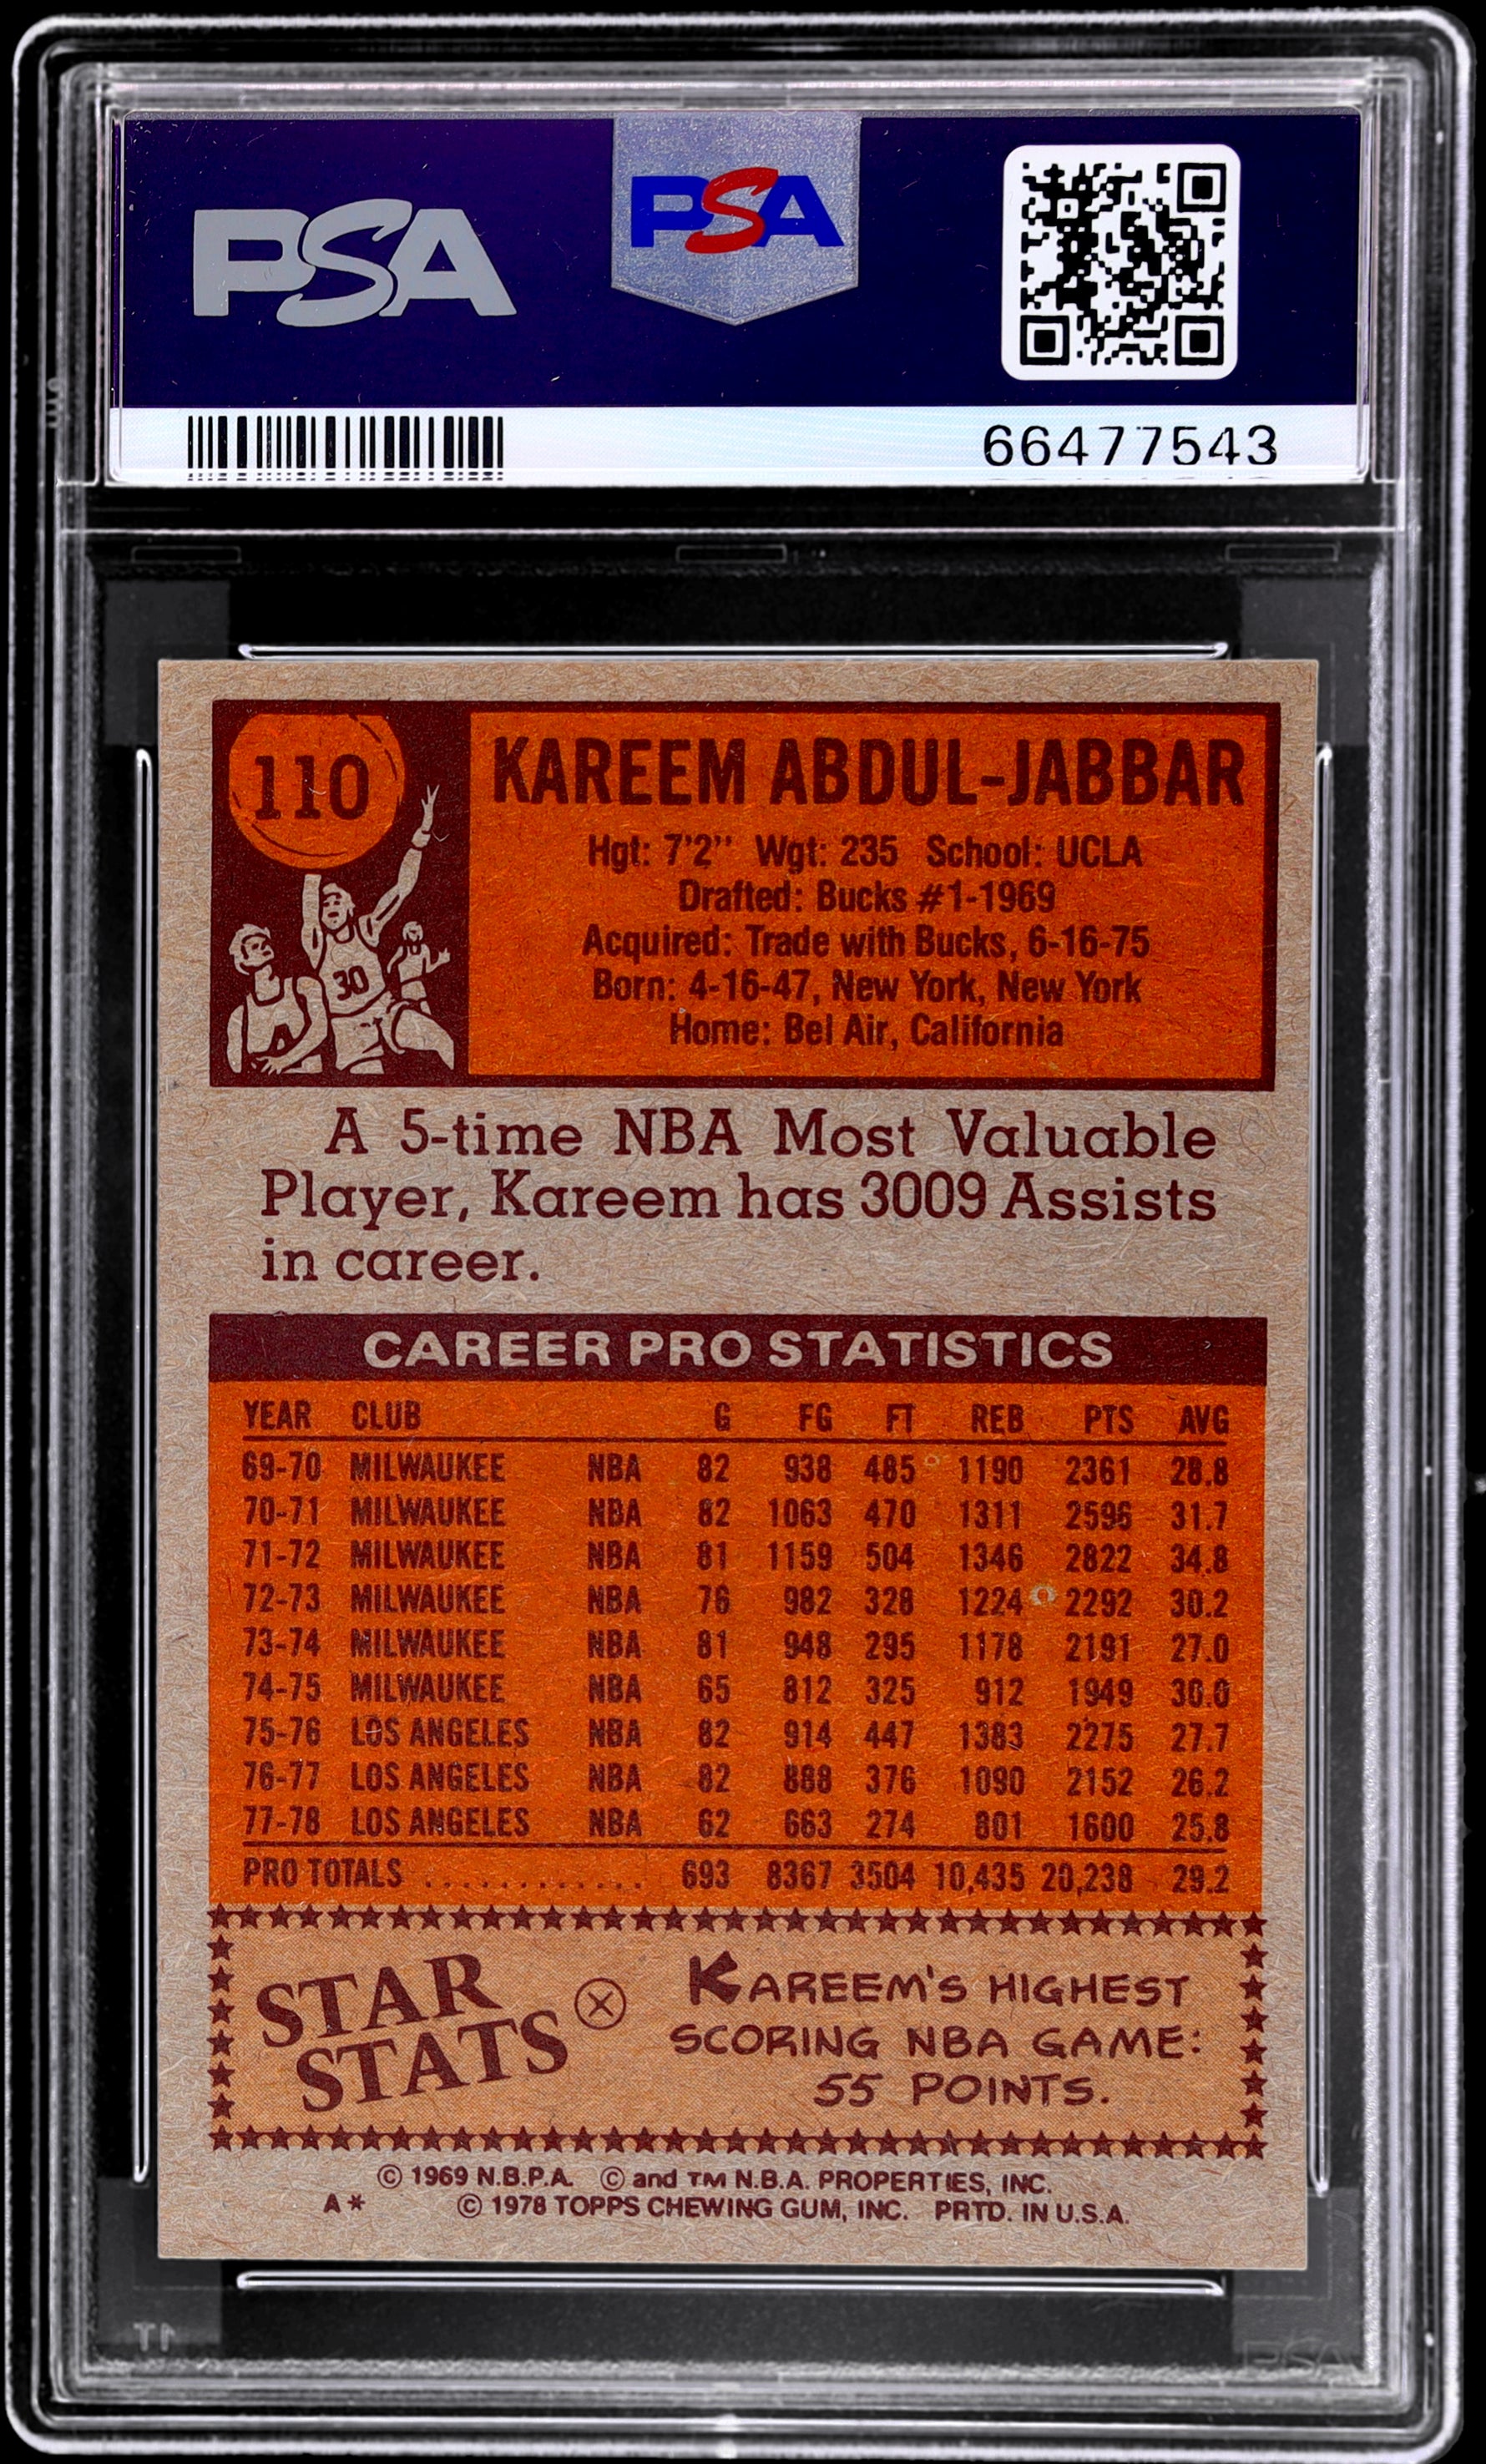 PSA
PSA
66477543
110
30
KAREEM ABDUL-JABBAR
Hgt: 7'2" Wgt: 235 School: UCLA
Drafted: Bucks #1-1969
Acquired: Trade with Bucks, 6-16-75
Born: 4-16-47, New York, New York
Home: Bel Air, California
A 5-time NBA Most Valuable
Player, Kareem has 3009 Assists
in career.
CAREER PRO STATISTICS
YEAR CLUB G FG FT REB PTS AVG
69-70 MILWAUKEE NBA 82 938 485 1190 2361 28.8
70-71 MILWAUKEE NBA 82 1063 470 1311 2596 31.7
71-72 MILWAUKEE NBA 81 1159 504 1346 2822 34.8
72-73 MILWAUKEE NBA 76 982 328 1224 2292 30.2
73-74 MILWAUKEE NBA 81 948 295 1178 2191 27.0
74-75 MILWAUKEE NBA 65 812 325 912 1949 30.0
75-76 LOS ANGELES NBA 82 914 447 1383 2275 27.7
76-77 LOS ANGELES NBA 82 888 376 1090 2152 26.2
77-78 LOS ANGELES NBA 62 663 274 801 1600 25.8
PRO TOTALS ............ 693 8367 3504 10,435 20,238 29.2
STAR
STATS
KAREEM'S HIGHEST
SCORING NBA GAME:
55 POINTS.
© 1969 N.B.P.A. © and TM N.B.A. PROPERTIES, INC.
A* © 1978 TOPPS CHEWING GUM, INC. PRTD. IN U.S.A.
PSA